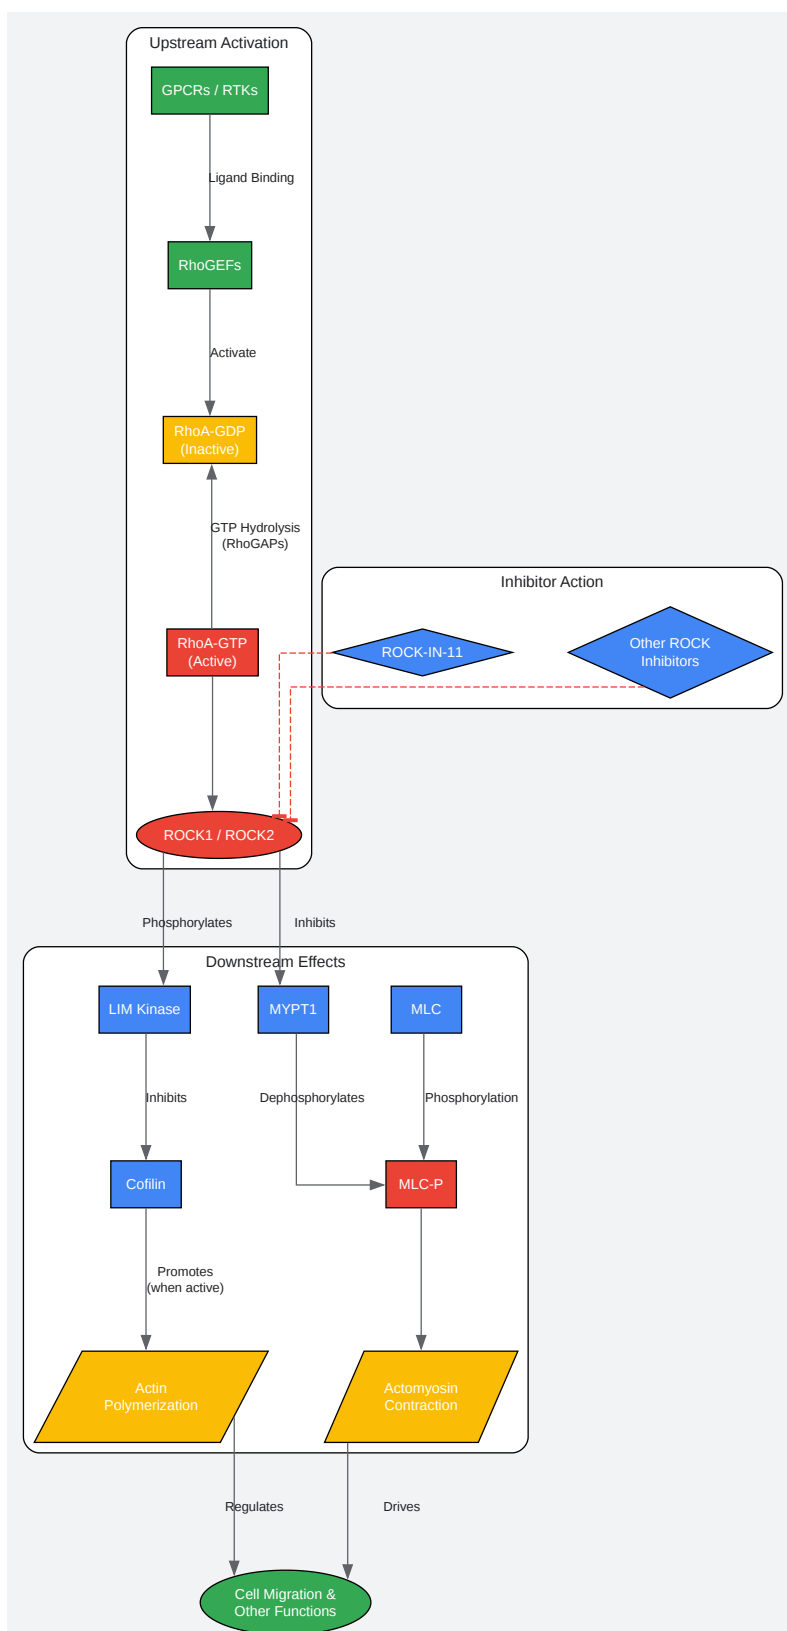 Upstream Activation
GPCRs / RTKs
Ligand Binding
RhoGEFs
Activate
RhoA-GDP
(Inactive)
GTP Hydrolysis
(RhoGAPs)
Inhibitor Action
RhoA-GTP
(Active)
ROCK-IN-11
Other ROCK
Inhibitors
ROCK1 / ROCK2
Phosphorylates
Inhibits
Downstream Effects
LIM Kinase
MYPT1
MLC
Inhibits
Dephosphorylates
Phosphorylation
Cofilin
MLC-P
Promotes
(when active)
Actin
Polymerization
Actomyosin
Contraction
Regulates
Drives
Cell Migration &
Other Functions